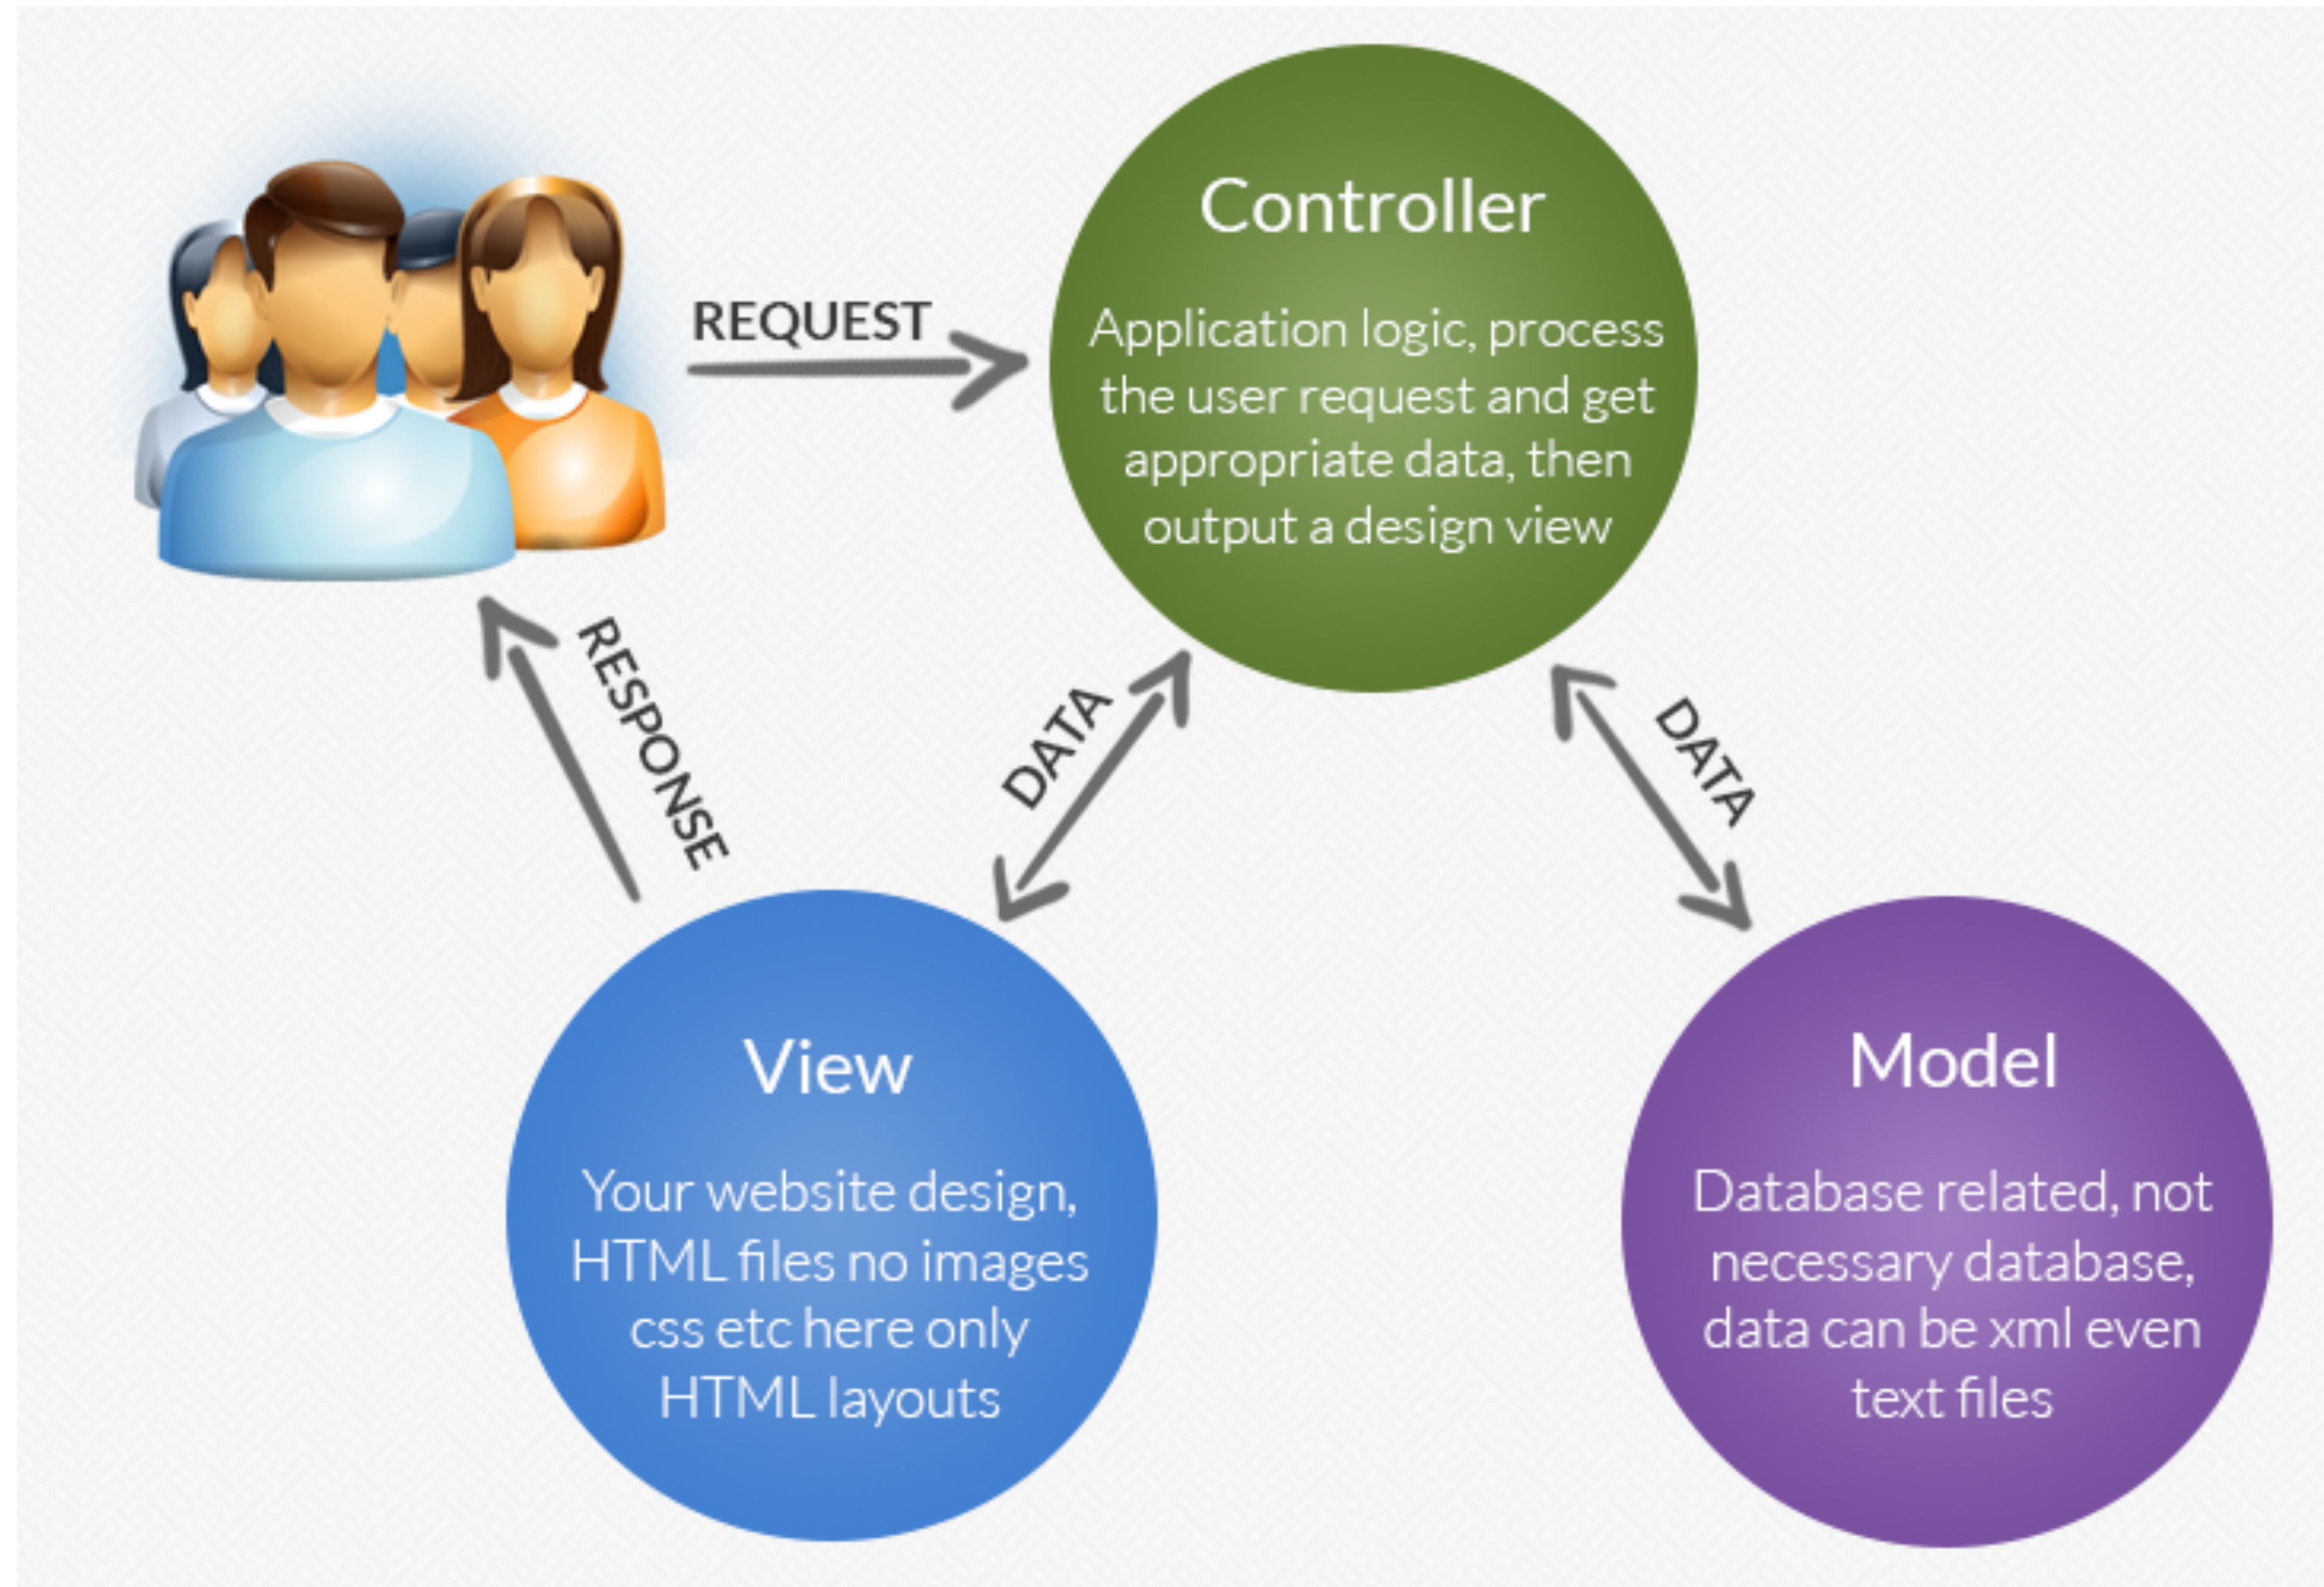 Controller
REQUEST
Application logic, process
the user request and get
appropriate data, then
output a design view
RESPONSE
DATA
DATA
View
Your website design,
HTML files no images
css etc here only
HTML layouts
Model
Database related, not
necessary database,
data can be xml even
text files